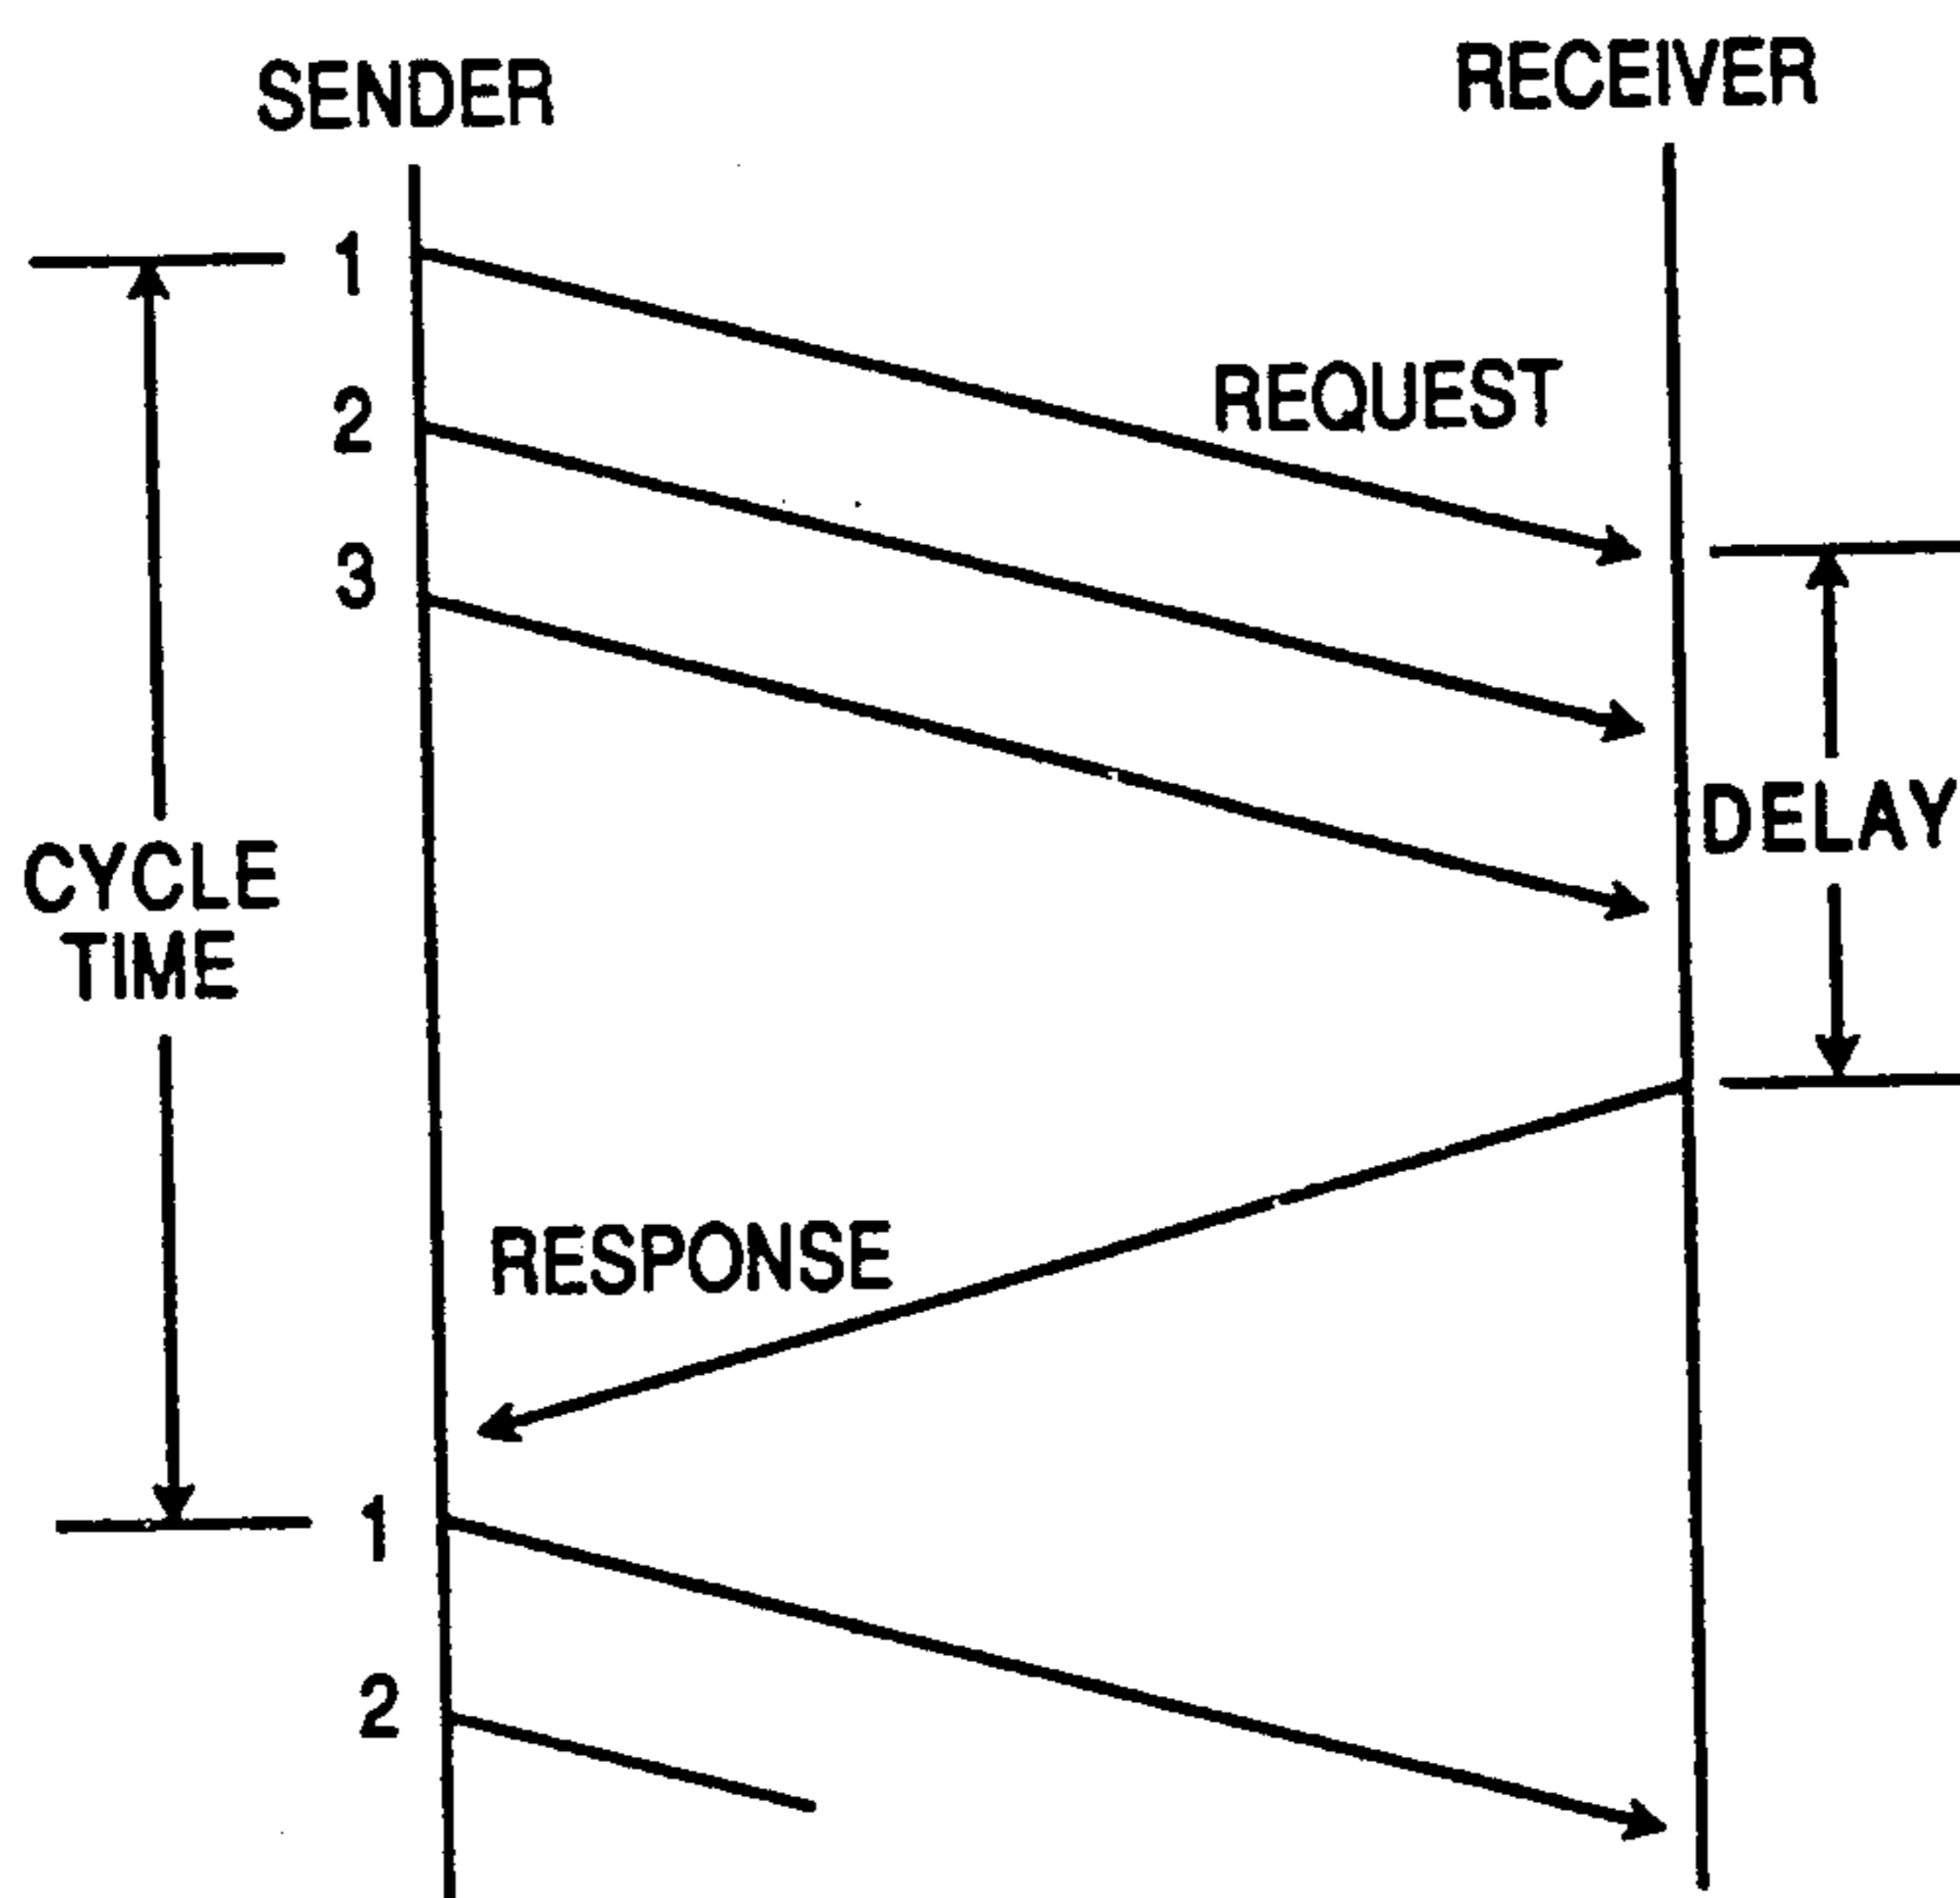 SENDER
RECEIVER
1
REQUEST
2
3
DELAY
CYCLE
TIME
RESPONSE
1
2